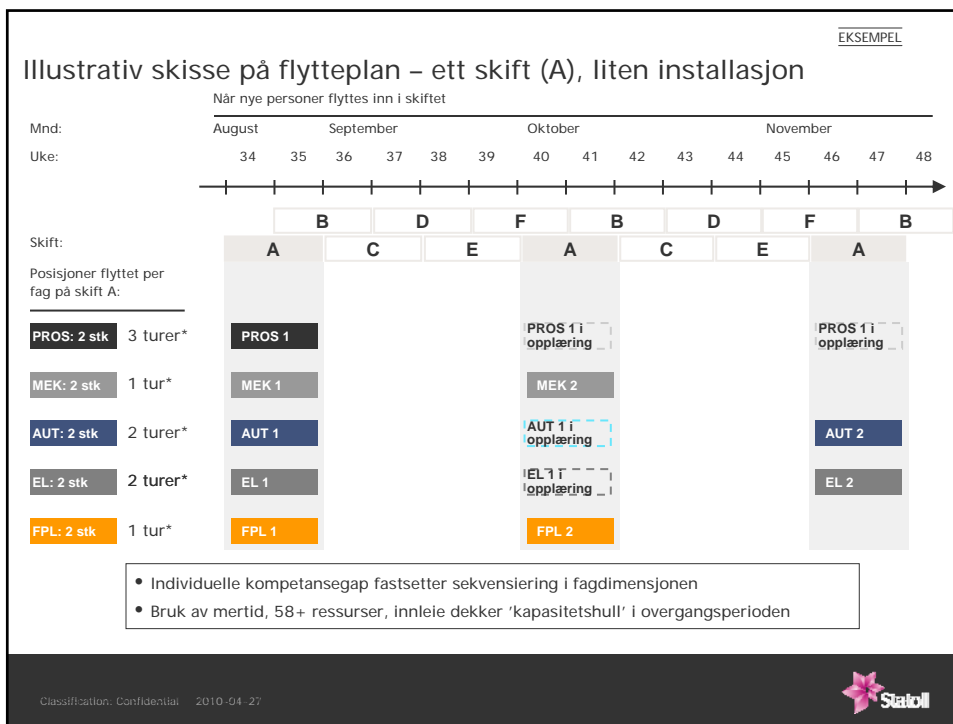 EKSEMPEL
Illustrativ skisse på flytteplan – ett skift (A), liten installasjon
Når nye personer flyttes inn i skiftet
Mnd: August September Oktober November
Uke: 34 35 36 37 38 39 40 41 42 43 44 45 46 47 48
B D F B D F B
Skift:
A C E A C E A
Posisjoner flyttet per
fag på skift A:
PROS: 2 stk 3 turer* PROS 1 PROS 1 i opplæring PROS 1 i opplæring
MEK: 2 stk 1 tur* MEK 1 MEK 2
AUT: 2 stk 2 turer* AUT 1 AUT 1 i opplæring AUT 2
EL: 2 stk 2 turer* EL 1 EL 1 i opplæring EL 2
FPL: 2 stk 1 tur* FPL 1 FPL 2
• Individuelle kompetansegap fastsetter sekvensiering i fagdimensjonen
• Bruk av mertid, 58+ ressurser, innleie dekker 'kapasitetshull' i overgangsperioden
Classification: Confidential 2010-04-27
Statoil